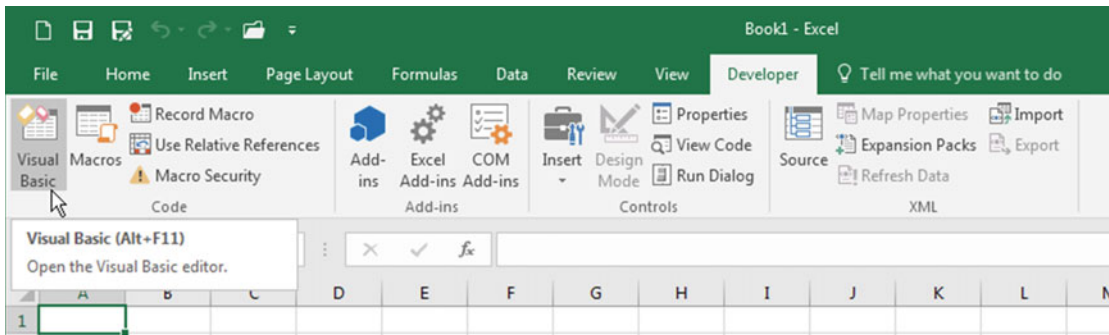 Book1 - Excel
File Home Insert Page Layout Formulas Data Review View Developer Tell me what you want to do
Visual Basic
Macros
Record Macro
Use Relative References
Macro Security
Code
Add-
ins
Excel
Add-ins
COM
Add-ins
Add-ins
Insert
Design
Mode
Properties
View Code
Run Dialog
Controls
Source
Map Properties
Expansion Packs
Refresh Data
Import
Export
XML
Visual Basic (Alt+F11)
Open the Visual Basic editor.
fx
A B C D E F G H I J K L
1